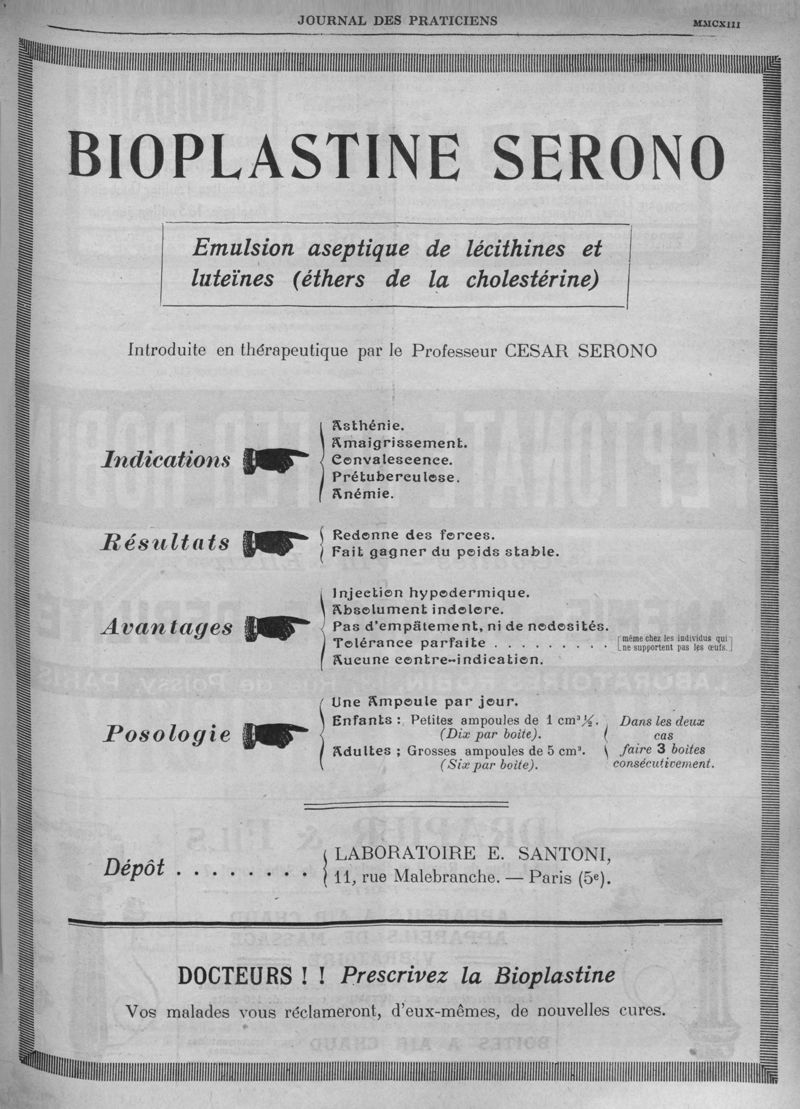 JOURNAL DES PRATICIENS
MMCXIII
BIOPLASTINE SERONO
Emulsion aseptique de lécithines et
luteïnes (éthers de la cholestérine)
Introduite en thérapeutique par le Professeur CESAR SERONO
Indications
Asthénie.
Amaigrissement.
Convalescence.
Prétuberculose.
Anémie.
Résultats
Redonne des forces.
Fait gagner du poids stable.
Avantages
Injection hypodermique.
Absolument indolore.
Pas d'empâtement, ni de nodosités.
Tolérance parfaite . . . . . . . . . [même chez les individus qui
ne supportent pas les œufs.]
Aucune contre-indication.
Posologie
Une Ampoule par jour.
Enfants : Petites ampoules de 1 cm³ ½.
(Dix par boite)
Adultes ; Grosses ampoules de 5 cm³.
(Six par boite).
Dans les deux
cas
faire 3 boites
consécutivement.
Dépôt . . . . . . . .
LABORATOIRE E. SANTONI,
11, rue Malebranche. — Paris (5e).
DOCTEURS ! ! Prescrivez la Bioplastine
Vos malades vous réclameront, d'eux-mêmes, de nouvelles cures.